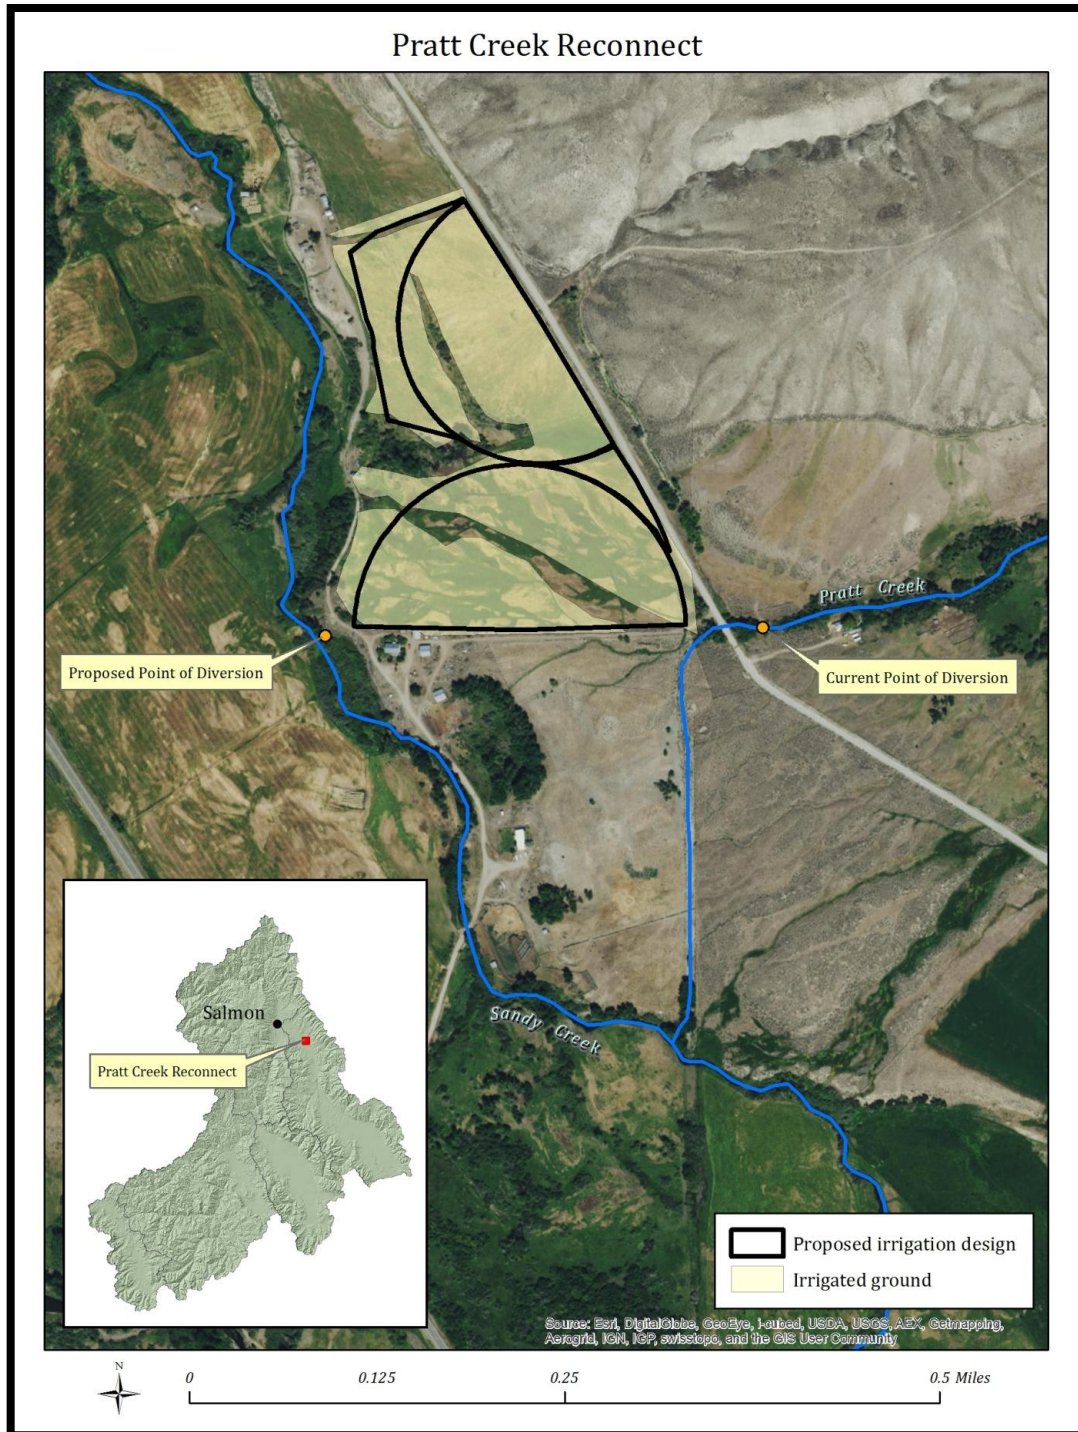 Pratt Creek Reconnect
Pratt Creek
Proposed Point of Diversion
Current Point of Diversion
Sandy Creek
Salmon
Pratt Creek Reconnect
Proposed irrigation design
Irrigated ground
Source: Esri, DigitalGlobe, GeoEye, i-cubed, USDA, USGS, AEX, Getmapping,
Aerogrid, IGN, IGP, swisstopo, and the GIS User Community
N
0 0.125 0.25 0.5 Miles